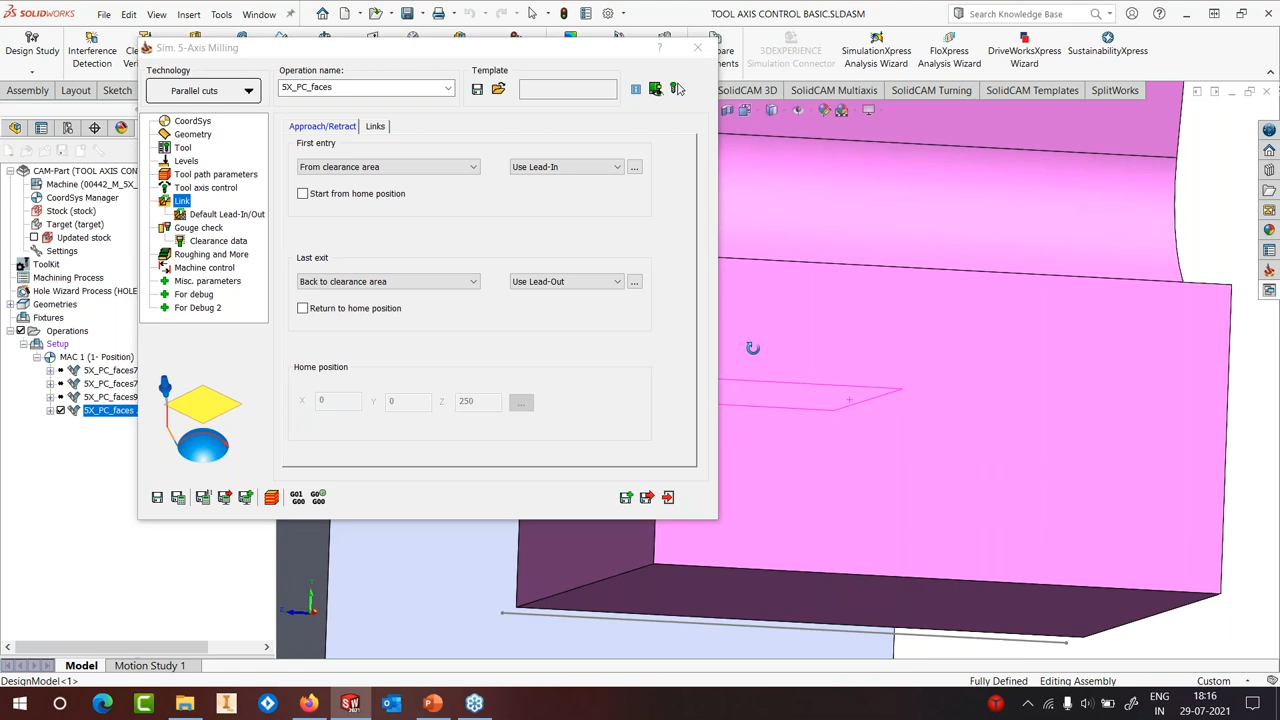 SOLIDWORKS
File Edit View Insert Tools Window
TOOL AXIS CONTROL BASIC.SLDASM
Search Knowledge Base
Design Study
Interference Detection
3DEXPERIENCE Simulation Connector
SimulationXpress Analysis Wizard
FloXpress Analysis Wizard
DriveWorksXpress Wizard
SustainabilityXpress
Assembly Layout Sketch
SolidCAM 3D SolidCAM Multiaxis SolidCAM Turning SolidCAM Templates SplitWorks
CAM-Part (TOOL AXIS CON
Machine (00442_M_5X_
CoordSys Manager
Stock (stock)
Target (target)
Updated stock
Settings
ToolKit
Machining Process
Hole Wizard Process (HOLE
Geometries
Fixtures
Operations
Setup
MAC 1 (1- Position)
5X_PC_faces7
5X_PC_faces7
5X_PC_faces9
5X_PC_faces
Sim. 5-Axis Milling
?
Technology
Parallel cuts
Operation name:
5X_PC_faces
Template
CoordSys
Geometry
Tool
Levels
Tool path parameters
Tool axis control
Link
Default Lead-In/Out
Gouge check
Clearance data
Roughing and More
Machine control
Misc. parameters
For debug
For Debug 2
Approach/Retract Links
First entry
From clearance area Use Lead-In ...
Start from home position
Last exit
Back to clearance area Use Lead-Out ...
Return to home position
Home position
X 0 Y 0 Z 250 ...
G01 G00
Model Motion Study 1
DesignModel<1>
Fully Defined Editing Assembly Custom
ENG IN
18:16
29-07-2021